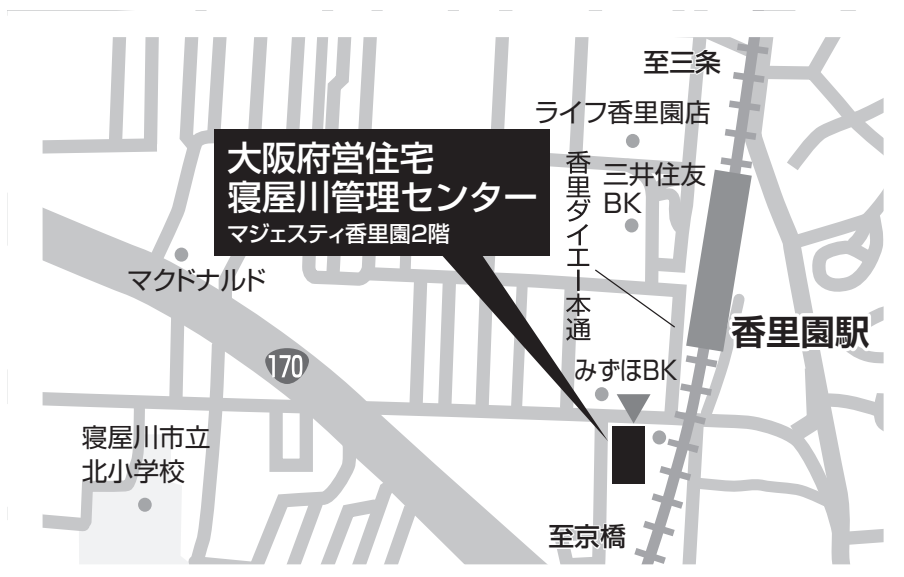 至三条
ライフ香里園店
大阪府営住宅
寝屋川管理センター
マジェスティ香里園2階
香里ダイエー本通
三井住友
BK
マクドナルド
香里園駅
170
みずほBK
寝屋川市立
北小学校
至京橋